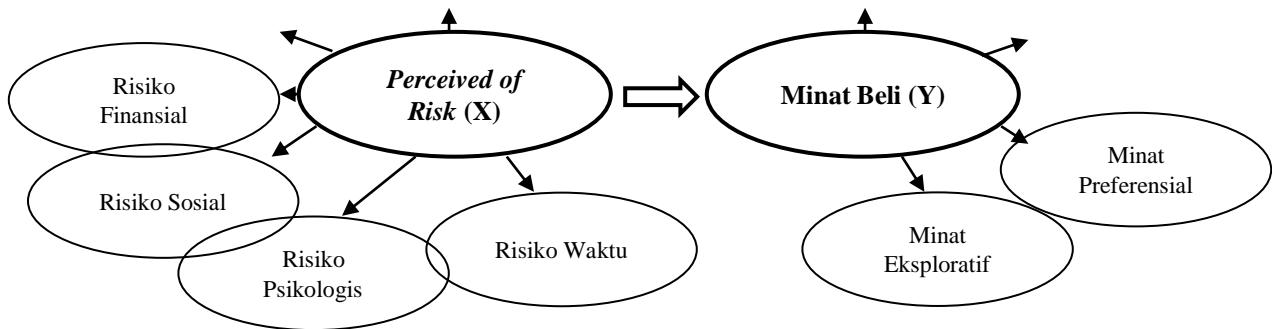 Perceived of
Risk (X)
Minat Beli (Y)
Risiko
Finansial
Risiko Sosial
Risiko
Psikologis
Risiko Waktu
Minat
Preferensial
Minat
Eksploratif